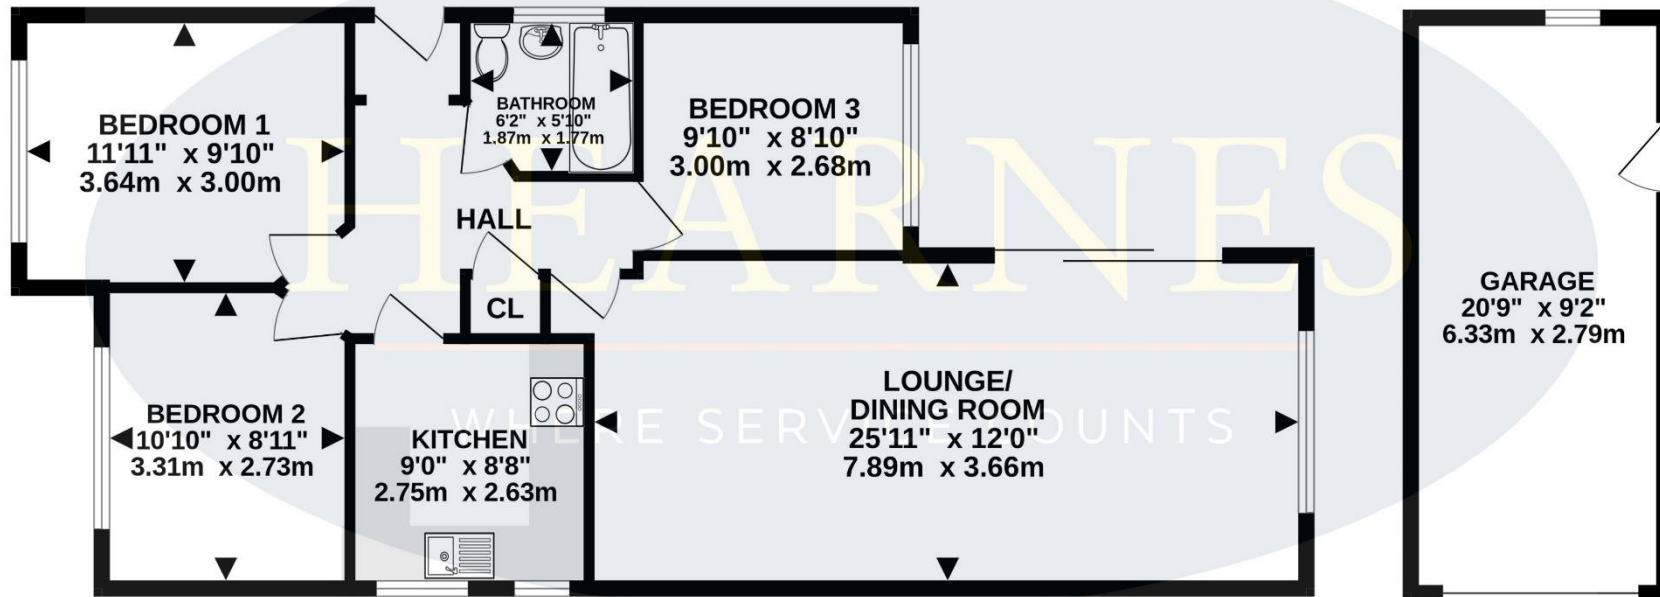 BEDROOM 1
11'11" x 9'10"
3.64m x 3.00m
BATHROOM
6'2" x 5'10"
1.87m x 1.77m
BEDROOM 3
9'10" x 8'10"
3.00m x 2.68m
HALL
CL
BEDROOM 2
10'10" x 8'11"
3.31m x 2.73m
KITCHEN
9'0" x 8'8"
2.75m x 2.63m
LOUNGE/
DINING ROOM
25'11" x 12'0"
7.89m x 3.66m
GARAGE
20'9" x 9'2"
6.33m x 2.79m
HEARNES
WHERE SERVICE COUNTS